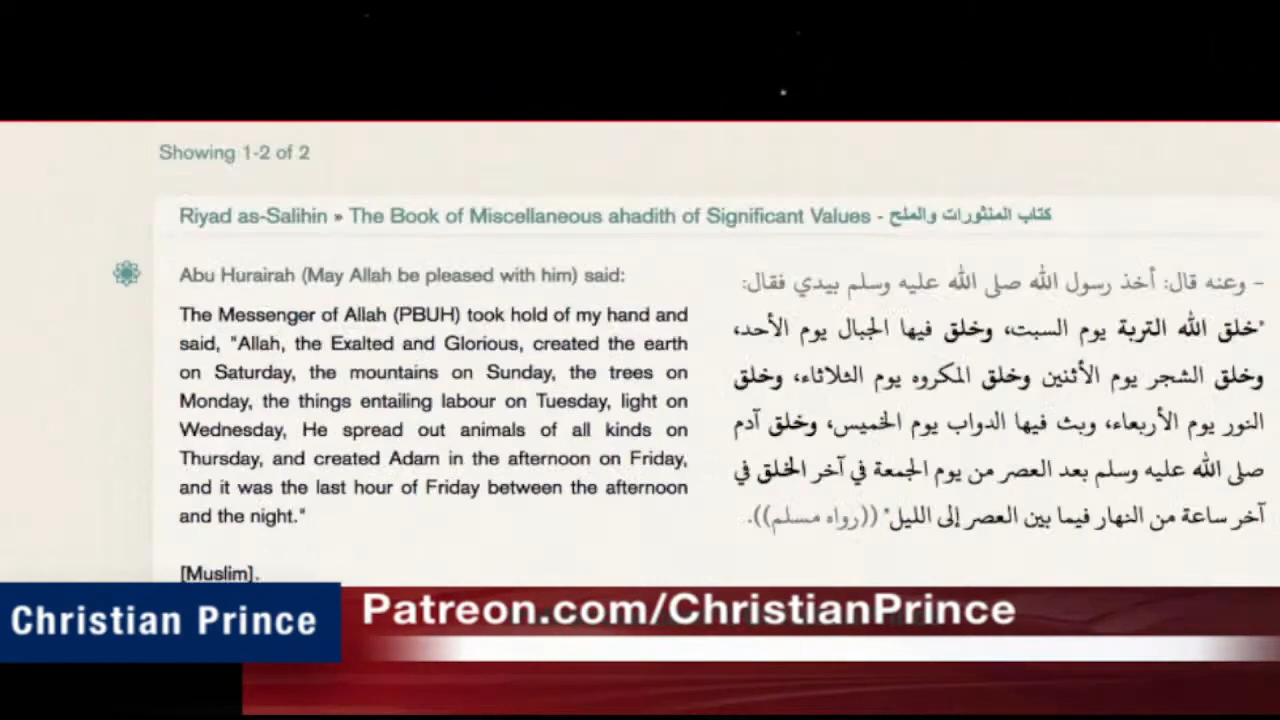 Showing 1-2 of 2
Riyad as-Salihin » The Book of Miscellaneous ahadith of Significant Values - كتاب المنثورات والملح
Abu Hurairah (May Allah be pleased with him) said:
The Messenger of Allah (PBUH) took hold of my hand and
said, "Allah, the Exalted and Glorious, created the earth
on Saturday, the mountains on Sunday, the trees on
Monday, the things entailing labour on Tuesday, light on
Wednesday, He spread out animals of all kinds on
Thursday, and created Adam in the afternoon on Friday,
and it was the last hour of Friday between the afternoon
and the night."
[Muslim].
- وعنه قال: أخذ رسول الله صلى الله عليه وسلم بيدي فقال:
"خلق الله التربة يوم السبت، وخلق فيها الجبال يوم الأحد،
وخلق الشجر يوم الأثنين وخلق المكروه يوم الثلاثاء، وخلق
النور يوم الأربعاء، وبث فيها الدواب يوم الخميس، وخلق آدم
صلى الله عليه وسلم بعد العصر من يوم الجمعة في آخر الخلق في
آخر ساعة من النهار فيما بين العصر إلى الليل" ((رواه مسلم)).
Christian Prince
Patreon.com/ChristianPrince